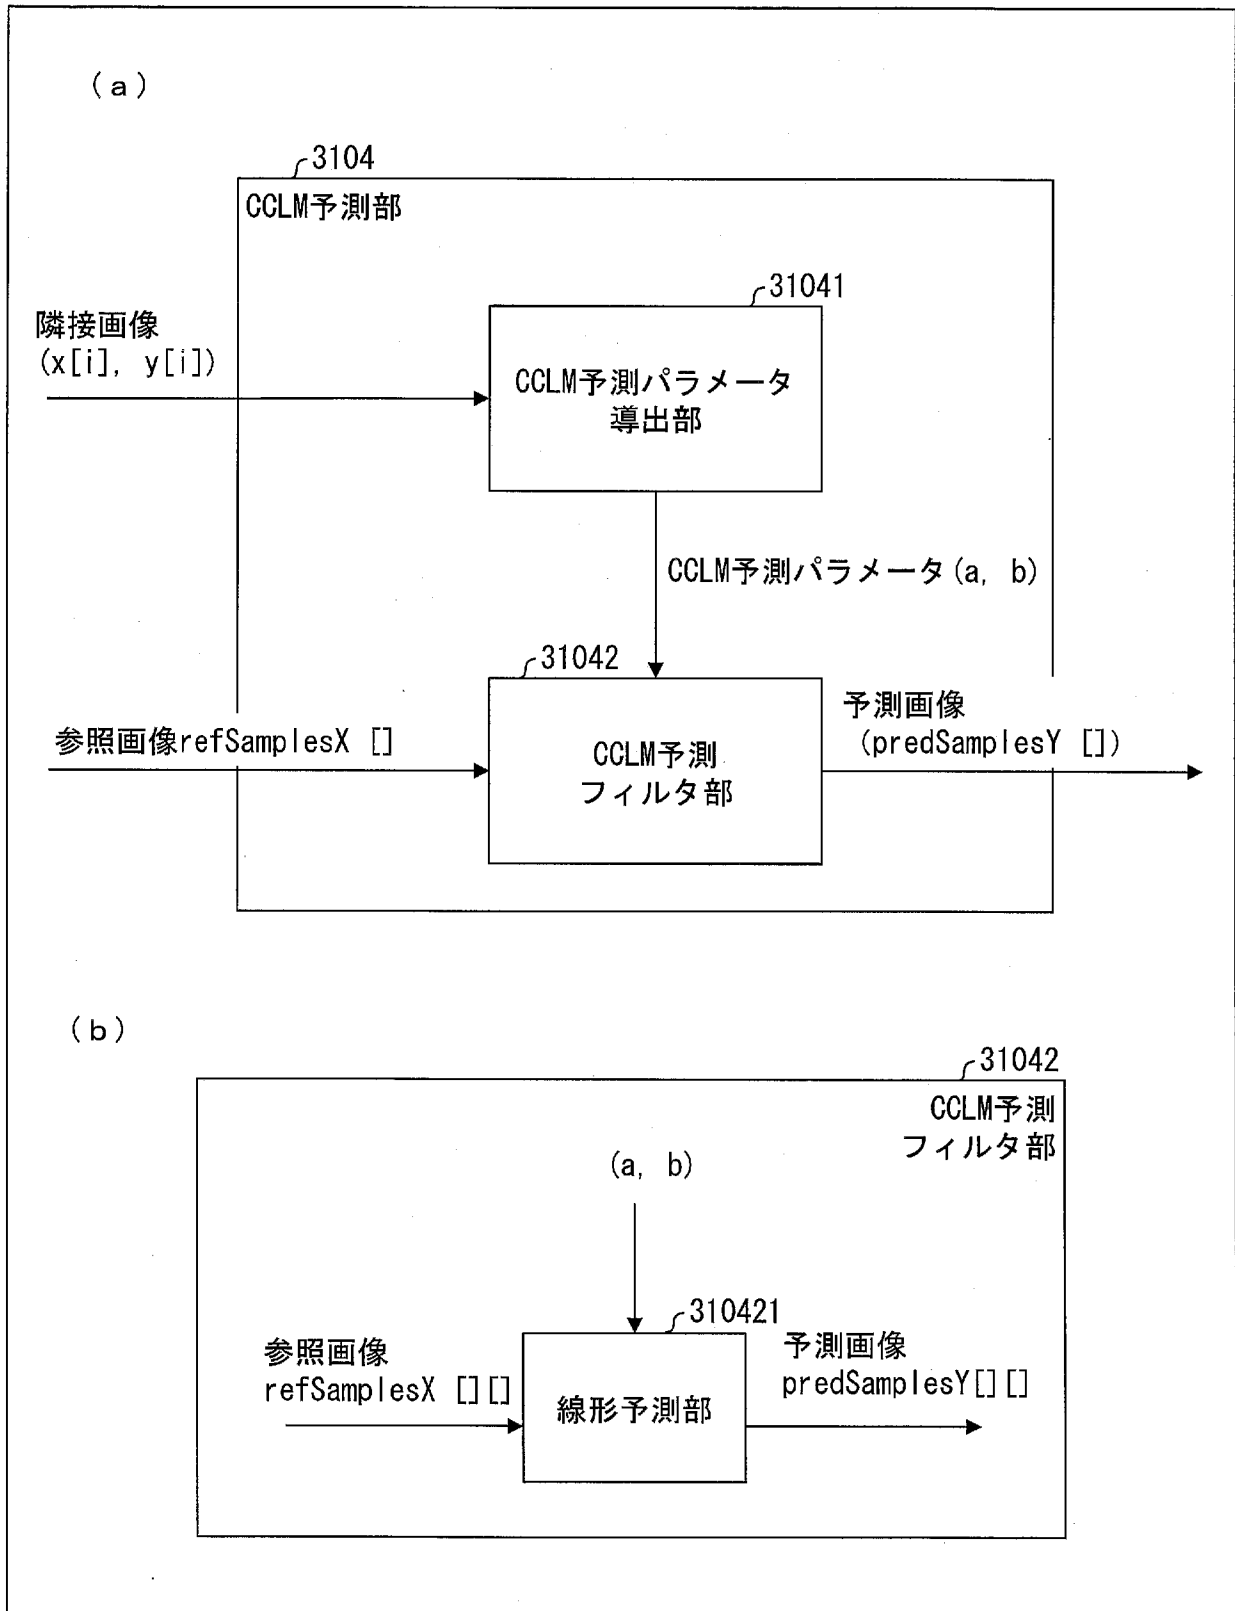 (a)
3104
CCLM予測部
31041
隣接画像
(x[i], y[i])
CCLM予測パラメータ
導出部
CCLM予測パラメータ(a, b)
31042
参照画像refSamplesX []
CCLM予測
フィルタ部
予測画像
(predSamplesY [])
(b)
31042
CCLM予測
フィルタ部
(a, b)
310421
参照画像
refSamplesX [][]
線形予測部
予測画像
predSamplesY[][]